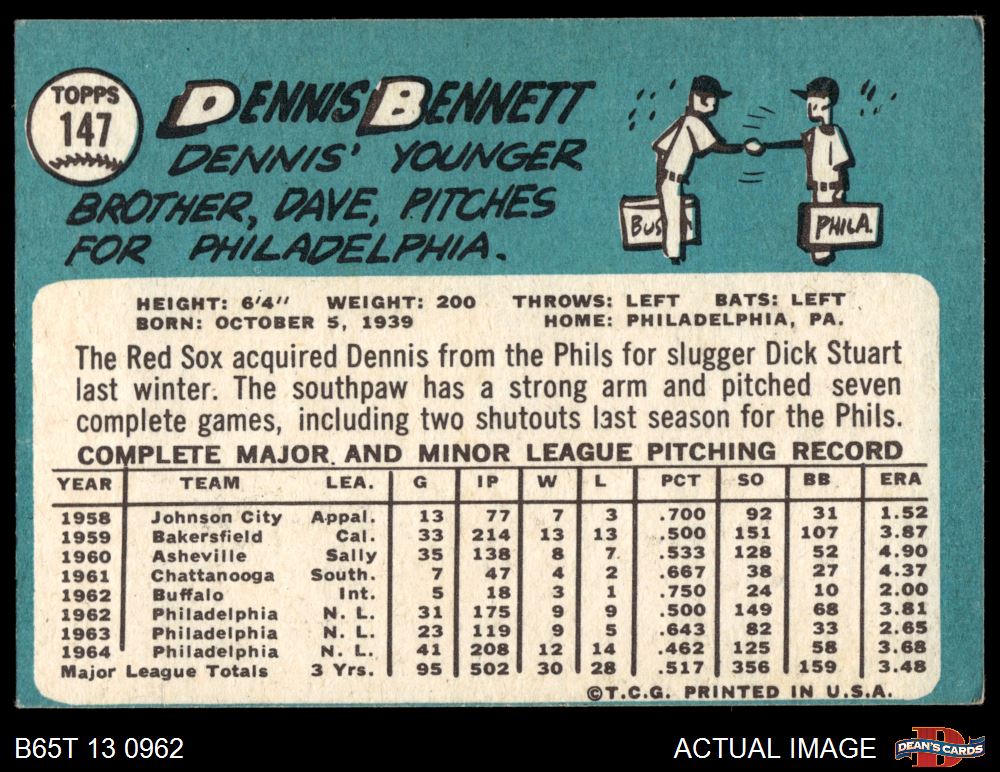 TOPPS
147
DENNIS BENNETT
DENNIS' YOUNGER
BROTHER, DAVE, PITCHES
FOR PHILADELPHIA.
PHILA.
HEIGHT: 6'4" WEIGHT: 200 THROWS: LEFT BATS: LEFT
BORN: OCTOBER 5, 1939 HOME: PHILADELPHIA, PA.
The Red Sox acquired Dennis from the Phils for slugger Dick Stuart
last winter. The southpaw has a strong arm and pitched seven
complete games, including two shutouts last season for the Phils.
COMPLETE MAJOR AND MINOR LEAGUE PITCHING RECORD
YEAR TEAM LEA. G IP W L PCT SO BB ERA
1958 Johnson City Appal. 13 77 7 3 .700 92 31 1.52
1959 Bakersfield Cal. 33 214 13 13 .500 151 107 3.87
1960 Asheville Sally 35 138 8 7 .533 128 52 4.90
1961 Chattanooga South. 7 47 4 2 .667 38 27 4.37
1962 Buffalo Int. 5 18 3 1 .750 24 10 2.00
1962 Philadelphia N. L. 31 175 9 9 .500 149 68 3.81
1963 Philadelphia N. L. 23 119 9 5 .643 82 33 2.65
1964 Philadelphia N. L. 41 208 12 14 .462 125 58 3.68
Major League Totals 3 Yrs. 95 502 30 28 .517 356 159 3.48
©T.C.G. PRINTED IN U.S.A.
B65T 13 0962 ACTUAL IMAGE D DEAN'S CARDS